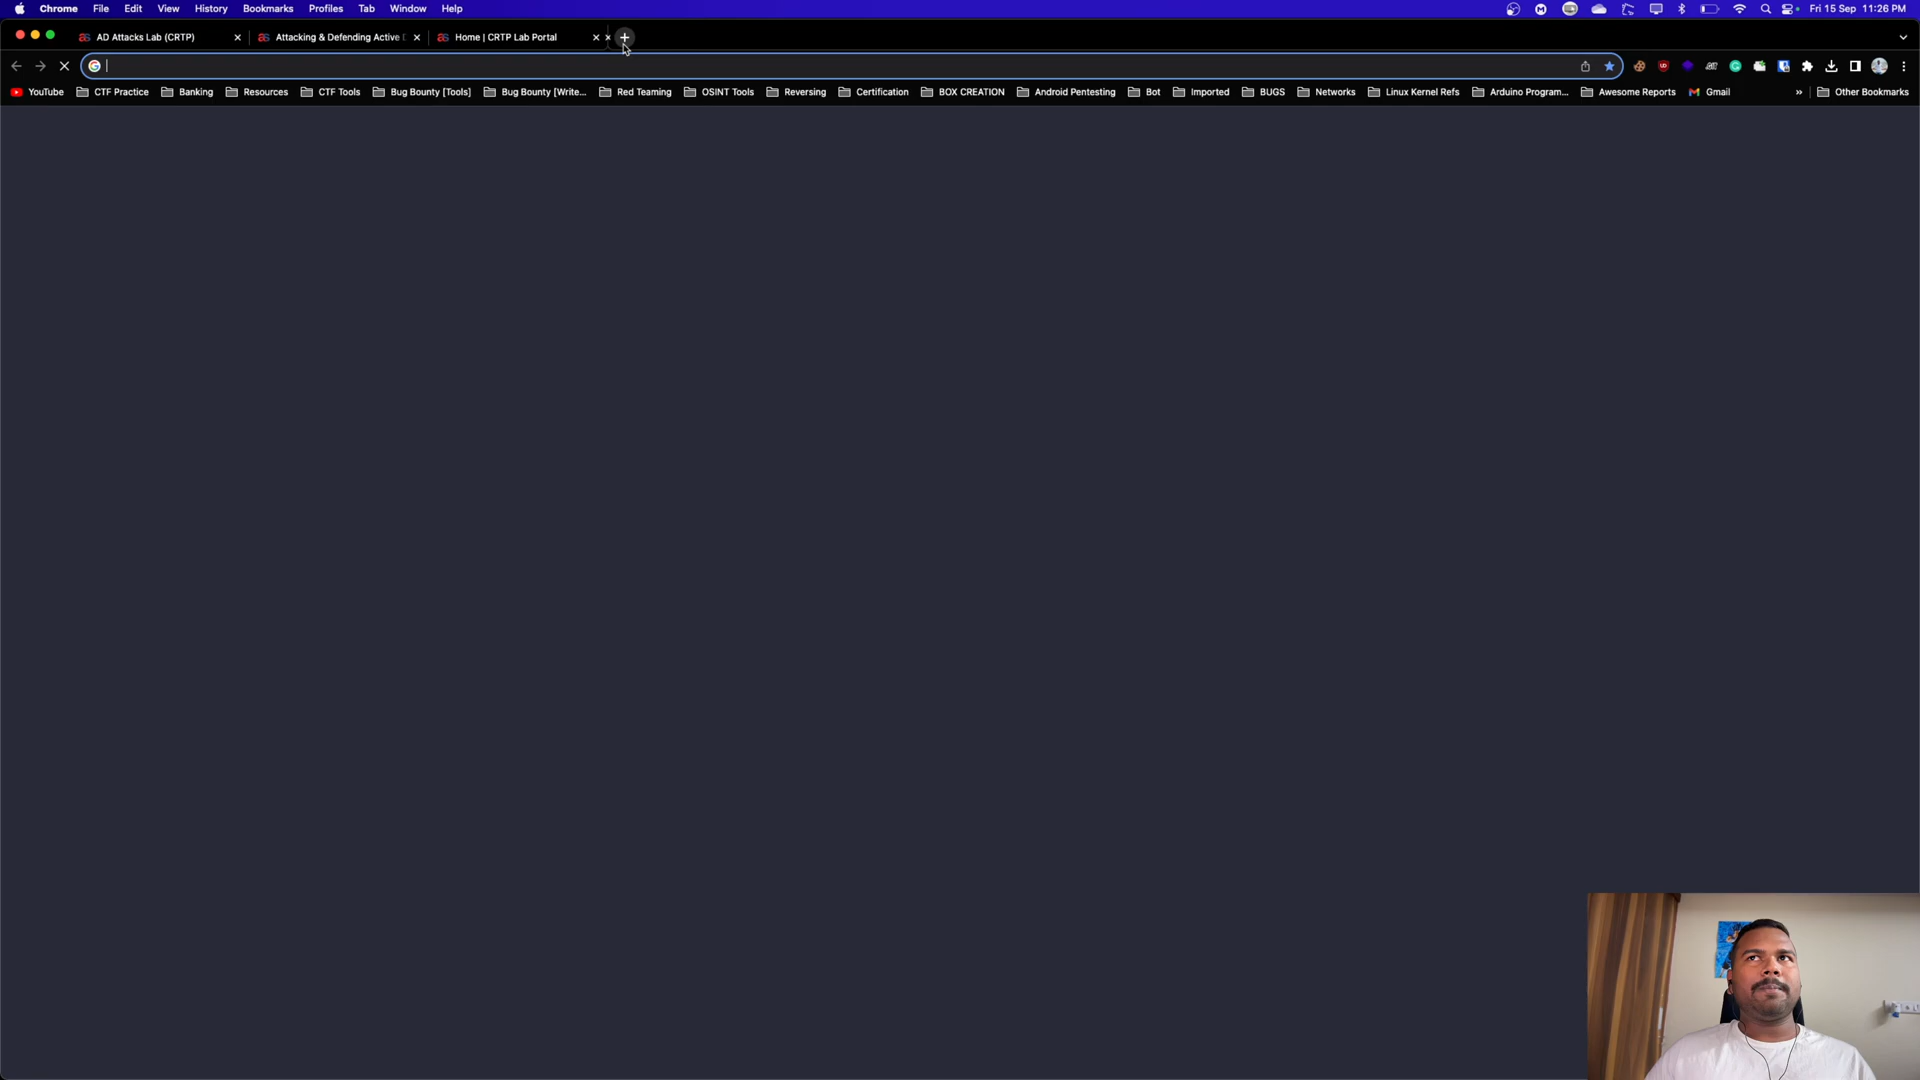 Chrome File Edit View History Bookmarks Profiles Tab Window Help Fri 15 Sep 11:26 PM
AD Attacks Lab (CRTP) Attacking & Defending Active Home | CRTP Lab Portal
YouTube CTF Practice Banking Resources CTF Tools Bug Bounty [Tools] Bug Bounty [Write... Red Teaming OSINT Tools Reversing Certification BOX CREATION Android Pentesting Bot Imported BUGS Networks Linux Kernel Refs Arduino Program... Awesome Reports Gmail » Other Bookmarks